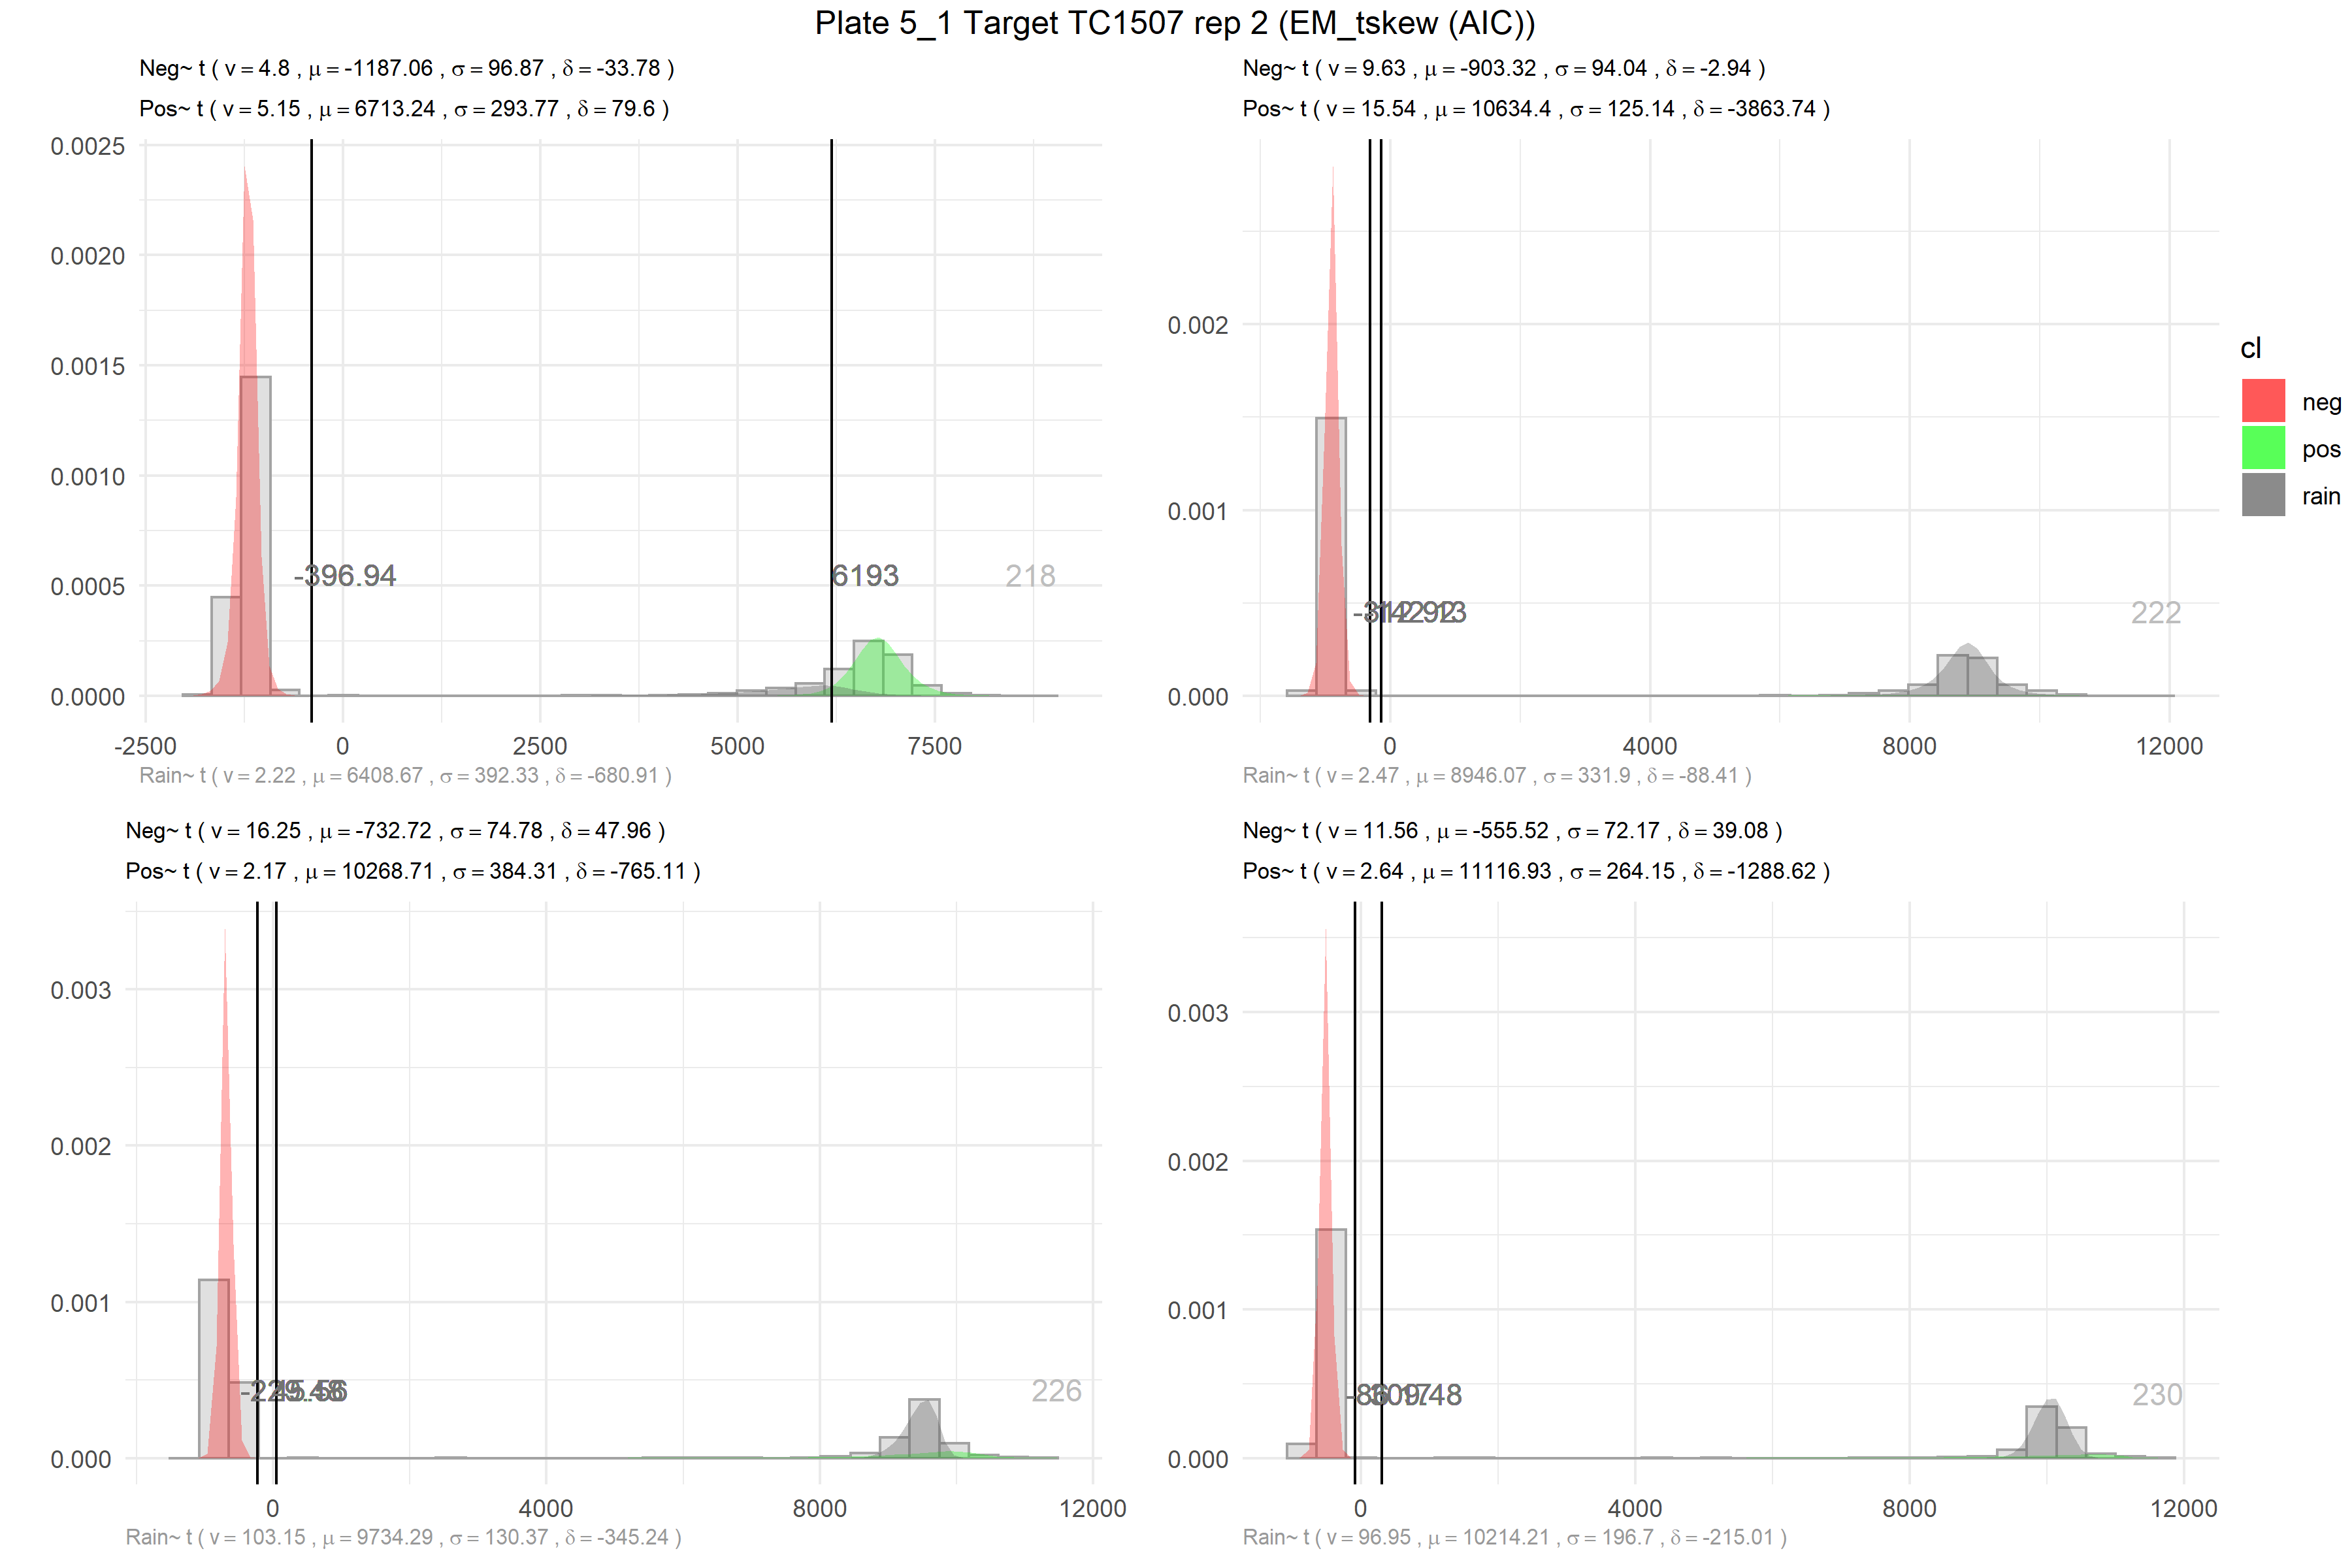 Plate 5_1 Target TC1507 rep 2 (EM_tskew (AIC))
Neg~ t ( v = 4.8 , μ = -1187.06 , σ = 96.87 , δ = -33.78 )
Pos~ t ( v = 5.15 , μ = 6713.24 , σ = 293.77 , δ = 79.6 )
0.0025
0.0020
0.0015
0.0010
0.0005
0.0000
-396.94
6193
218
-2500 0 2500 5000 7500
Rain~ t ( v = 2.22 , μ = 6408.67 , σ = 392.33 , δ = -680.91 )
Neg~ t ( v = 9.63 , μ = -903.32 , σ = 94.04 , δ = -2.94 )
Pos~ t ( v = 15.54 , μ = 10634.4 , σ = 125.14 , δ = -3863.74 )
0.002
0.001
0.000
222
0 4000 8000 12000
Rain~ t ( v = 2.47 , μ = 8946.07 , σ = 331.9 , δ = -88.41 )
cl
neg
pos
rain
Neg~ t ( v = 16.25 , μ = -732.72 , σ = 74.78 , δ = 47.96 )
Pos~ t ( v = 2.17 , μ = 10268.71 , σ = 384.31 , δ = -765.11 )
0.003
0.002
0.001
0.000
226
0 4000 8000 12000
Rain~ t ( v = 103.15 , μ = 9734.29 , σ = 130.37 , δ = -345.24 )
Neg~ t ( v = 11.56 , μ = -555.52 , σ = 72.17 , δ = 39.08 )
Pos~ t ( v = 2.64 , μ = 11116.93 , σ = 264.15 , δ = -1288.62 )
0.003
0.002
0.001
0.000
230
0 4000 8000 12000
Rain~ t ( v = 96.95 , μ = 10214.21 , σ = 196.7 , δ = -215.01 )